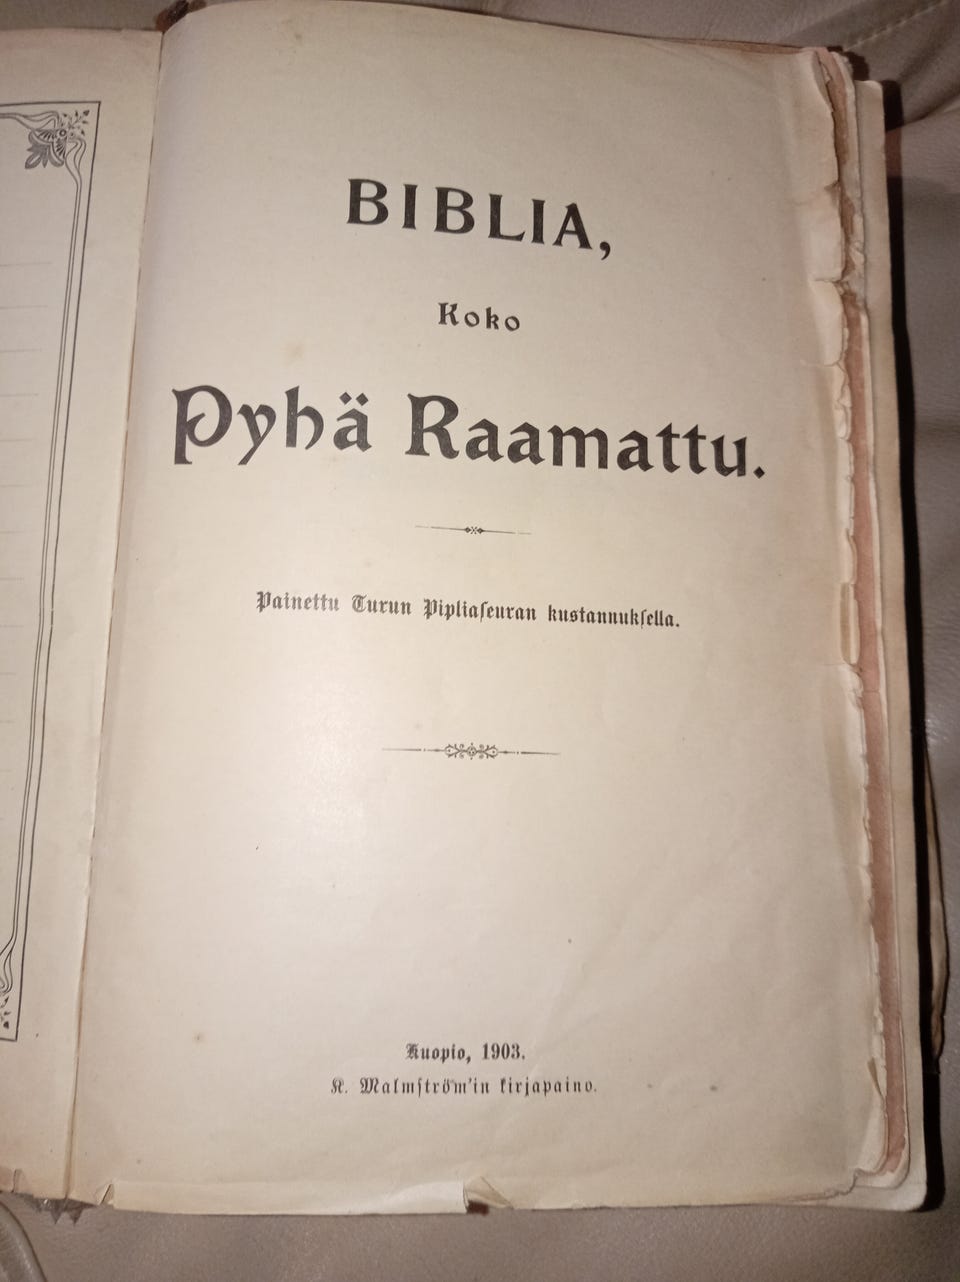 BIBLIA,
Koko
Pyhä Raamattu.
Painettu Turun Pipliaſeuran kustannukſella.
Kuopio, 1903.
K. Malmſtröm'in kirjapaino.